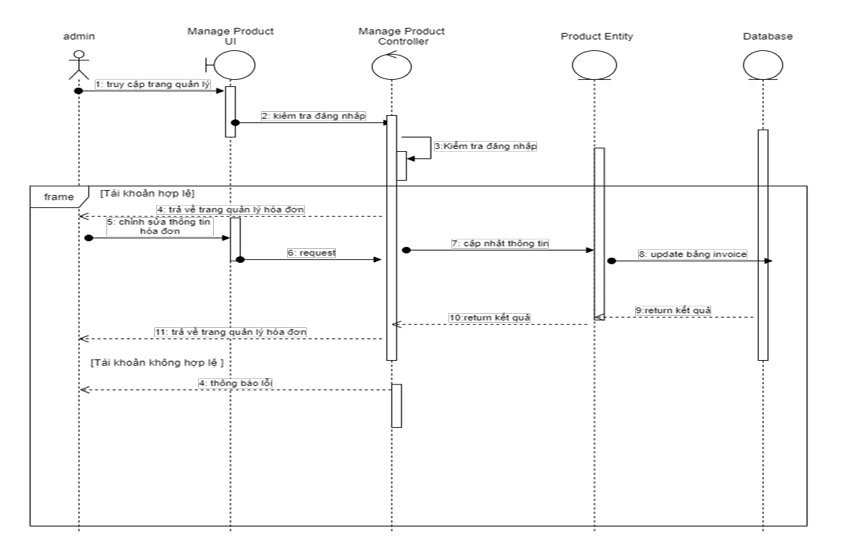 admin
Manage Product
UI
Manage Product
Controller
Product Entity
Database
1: truy cập trang quản lý
2: kiểm tra đăng nhập
3:Kiểm tra đăng nhập
frame
[Tài khoản hợp lệ]
4: trả về trang quản lý hóa đơn
5: chỉnh sửa thông tin
hóa đơn
6: request
7: cập nhật thông tin
8: update bảng invoice
9:return kết quả
10:return kết quả
11: trả về trang quản lý hóa đơn
[Tài khoản không hợp lệ ]
4: thông báo lỗi